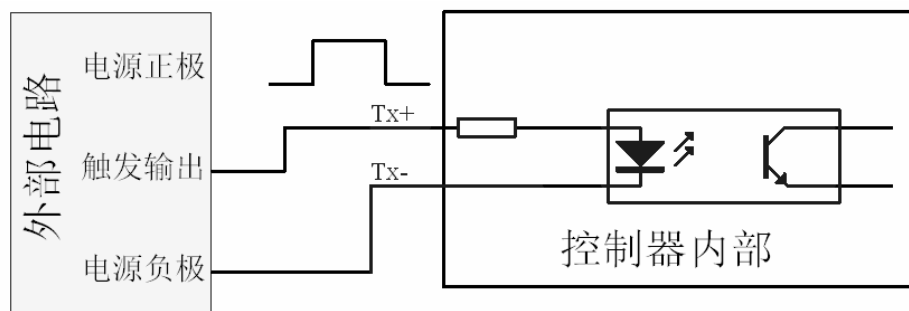 外部电路
电源正极
触发输出
电源负极
Tx+
Tx-
控制器内部